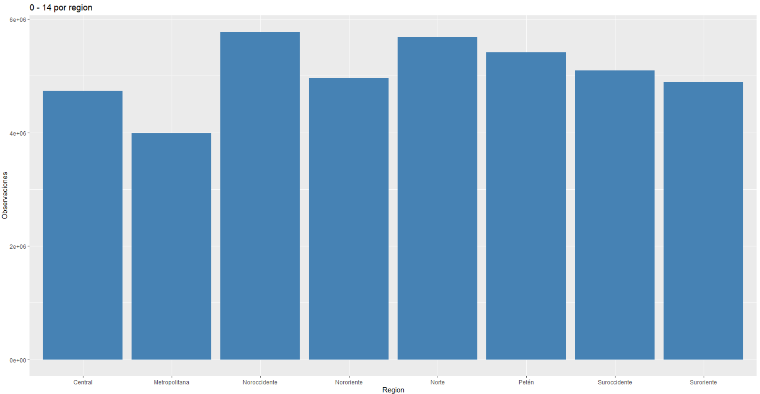 0 - 14 por region
Observaciones
6e+06
4e+06
2e+06
0e+00
Central Metropolitana Noroccidente Nororiente Norte Petén Suroccidente Suroriente
Region